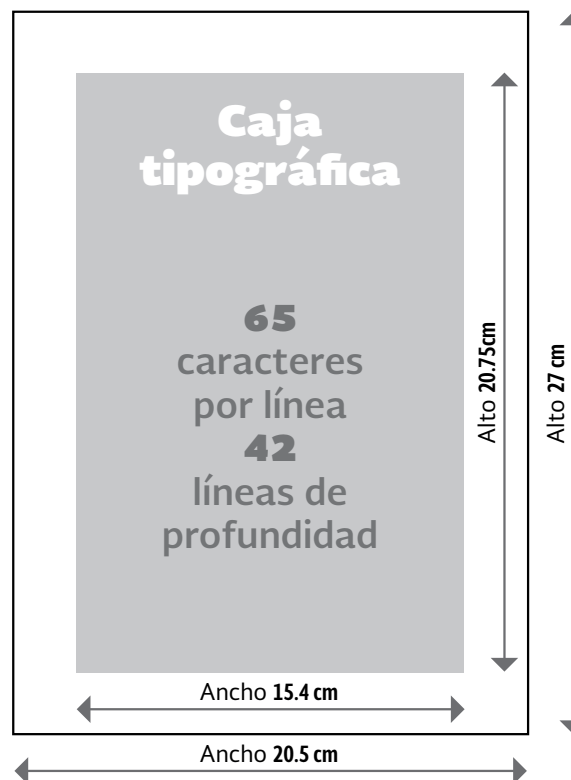 Caja
tipográfica
65
caracteres
por línea
42
líneas de
profundidad
Alto 20.75cm
Alto 27 cm
Ancho 15.4 cm
Ancho 20.5 cm